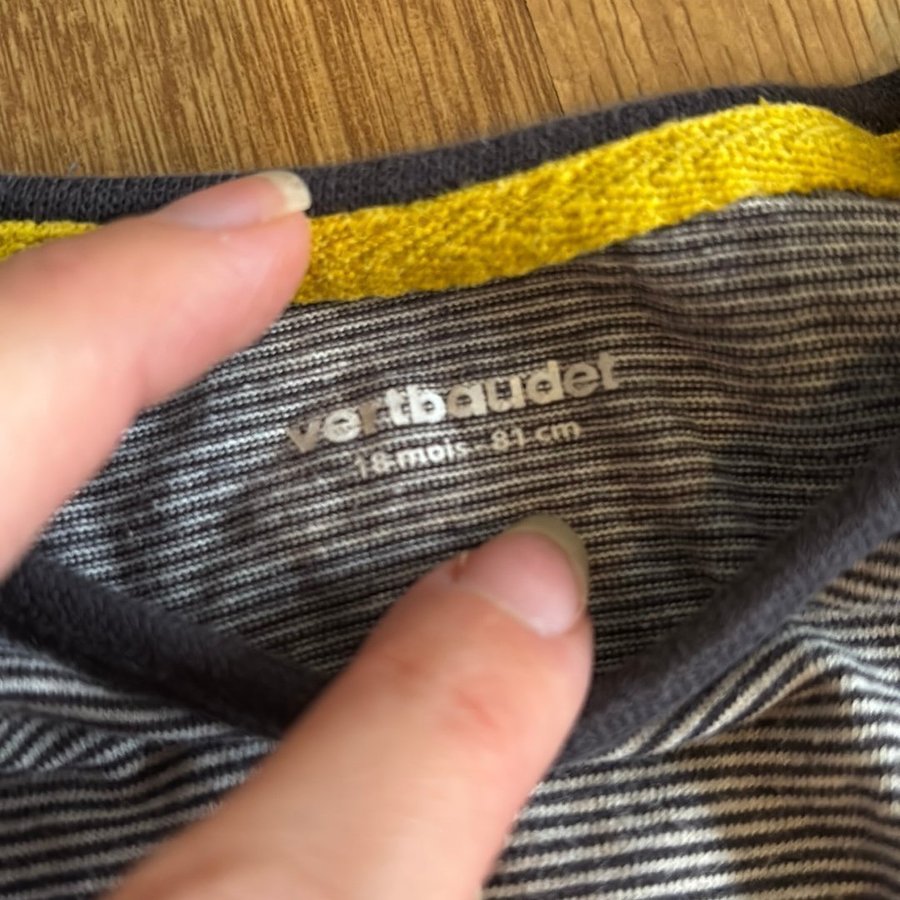 vertbaudet
18 mois - 81 cm